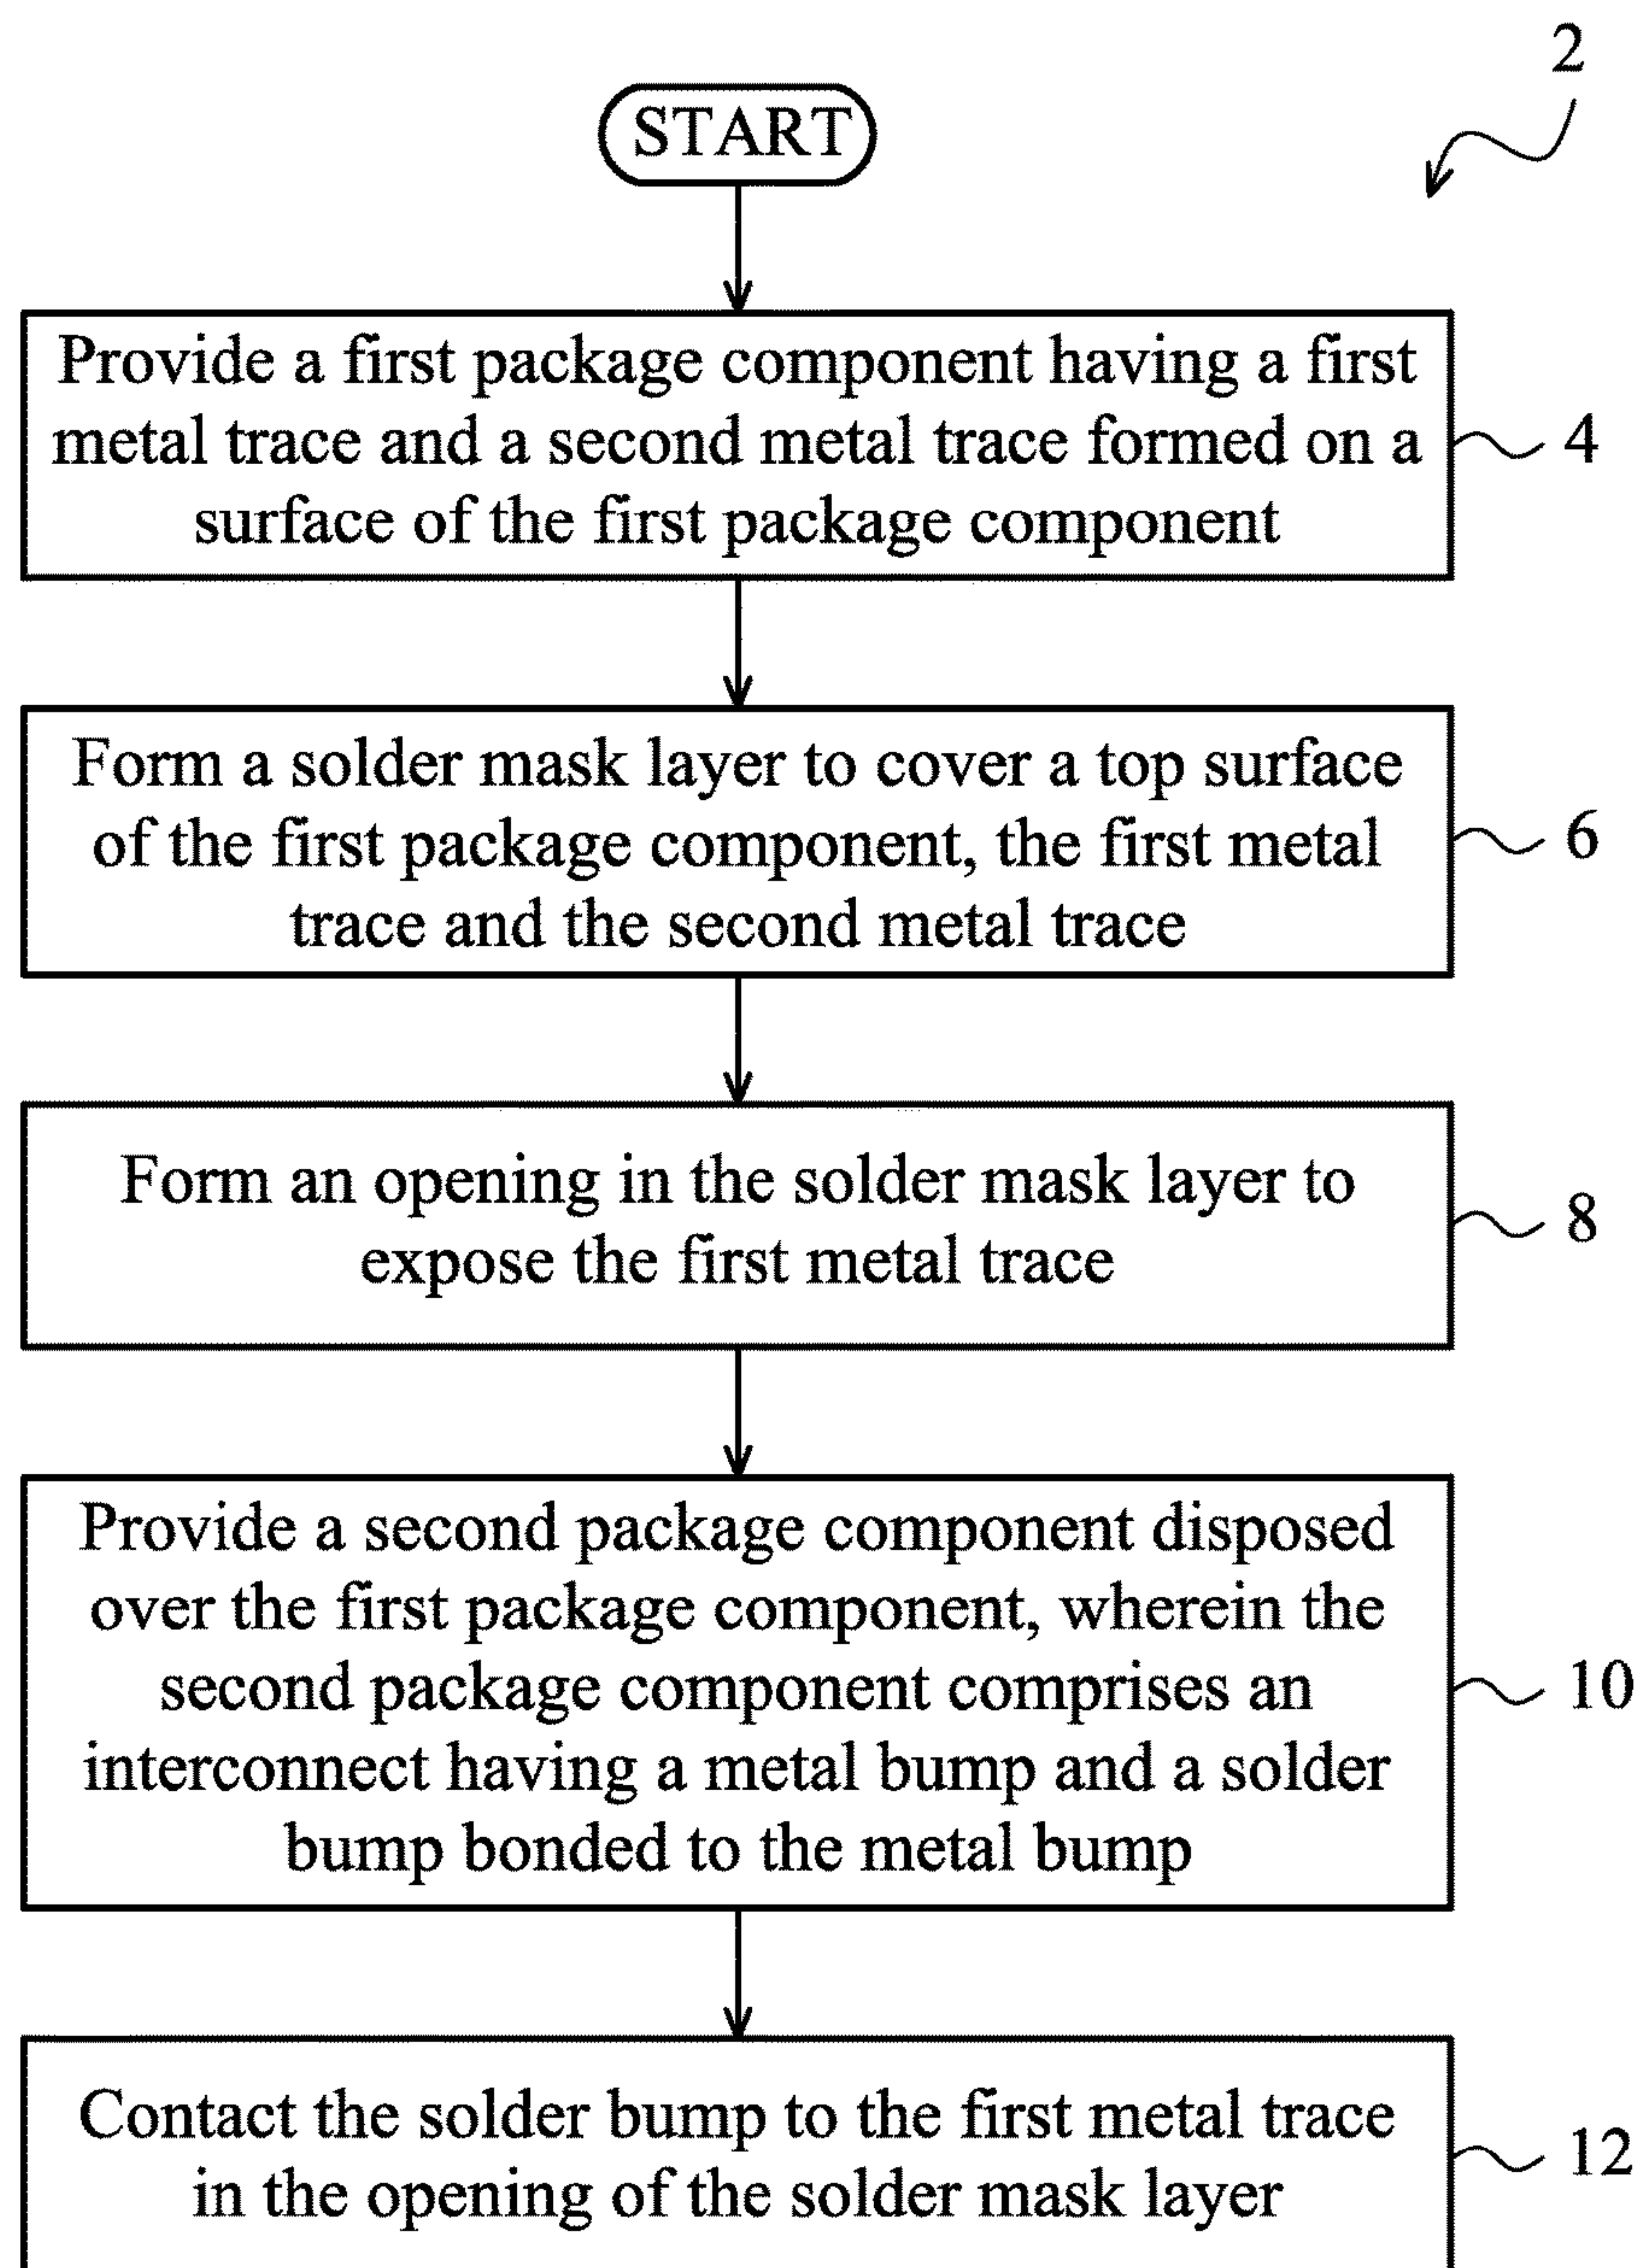 2
START
Provide a first package component having a first
metal trace and a second metal trace formed on a
surface of the first package component
4
Form a solder mask layer to cover a top surface
of the first package component, the first metal
trace and the second metal trace
6
Form an opening in the solder mask layer to
expose the first metal trace
8
Provide a second package component disposed
over the first package component, wherein the
second package component comprises an
interconnect having a metal bump and a solder
bump bonded to the metal bump
10
Contact the solder bump to the first metal trace
in the opening of the solder mask layer
12